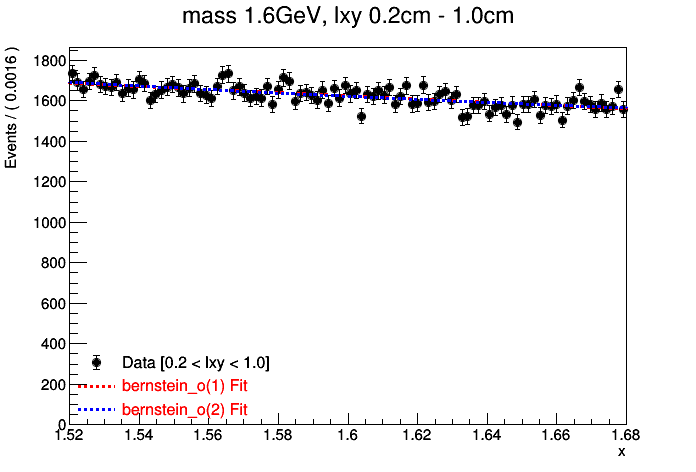 mass 1.6GeV, lxy 0.2cm - 1.0cm
Events / ( 0.0016 )
1800
1600
1400
1200
1000
800
600
400
200
0
Data [0.2 < lxy < 1.0]
bernstein_o(1) Fit
bernstein_o(2) Fit
1.52 1.54 1.56 1.58 1.6 1.62 1.64 1.66 1.68
x